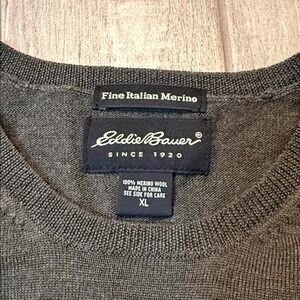 Fine Italian Merino
Eddie Bauer®
SINCE 1920
100% MERINO WOOL
MADE IN CHINA
SEE SIDE FOR CARE
XL